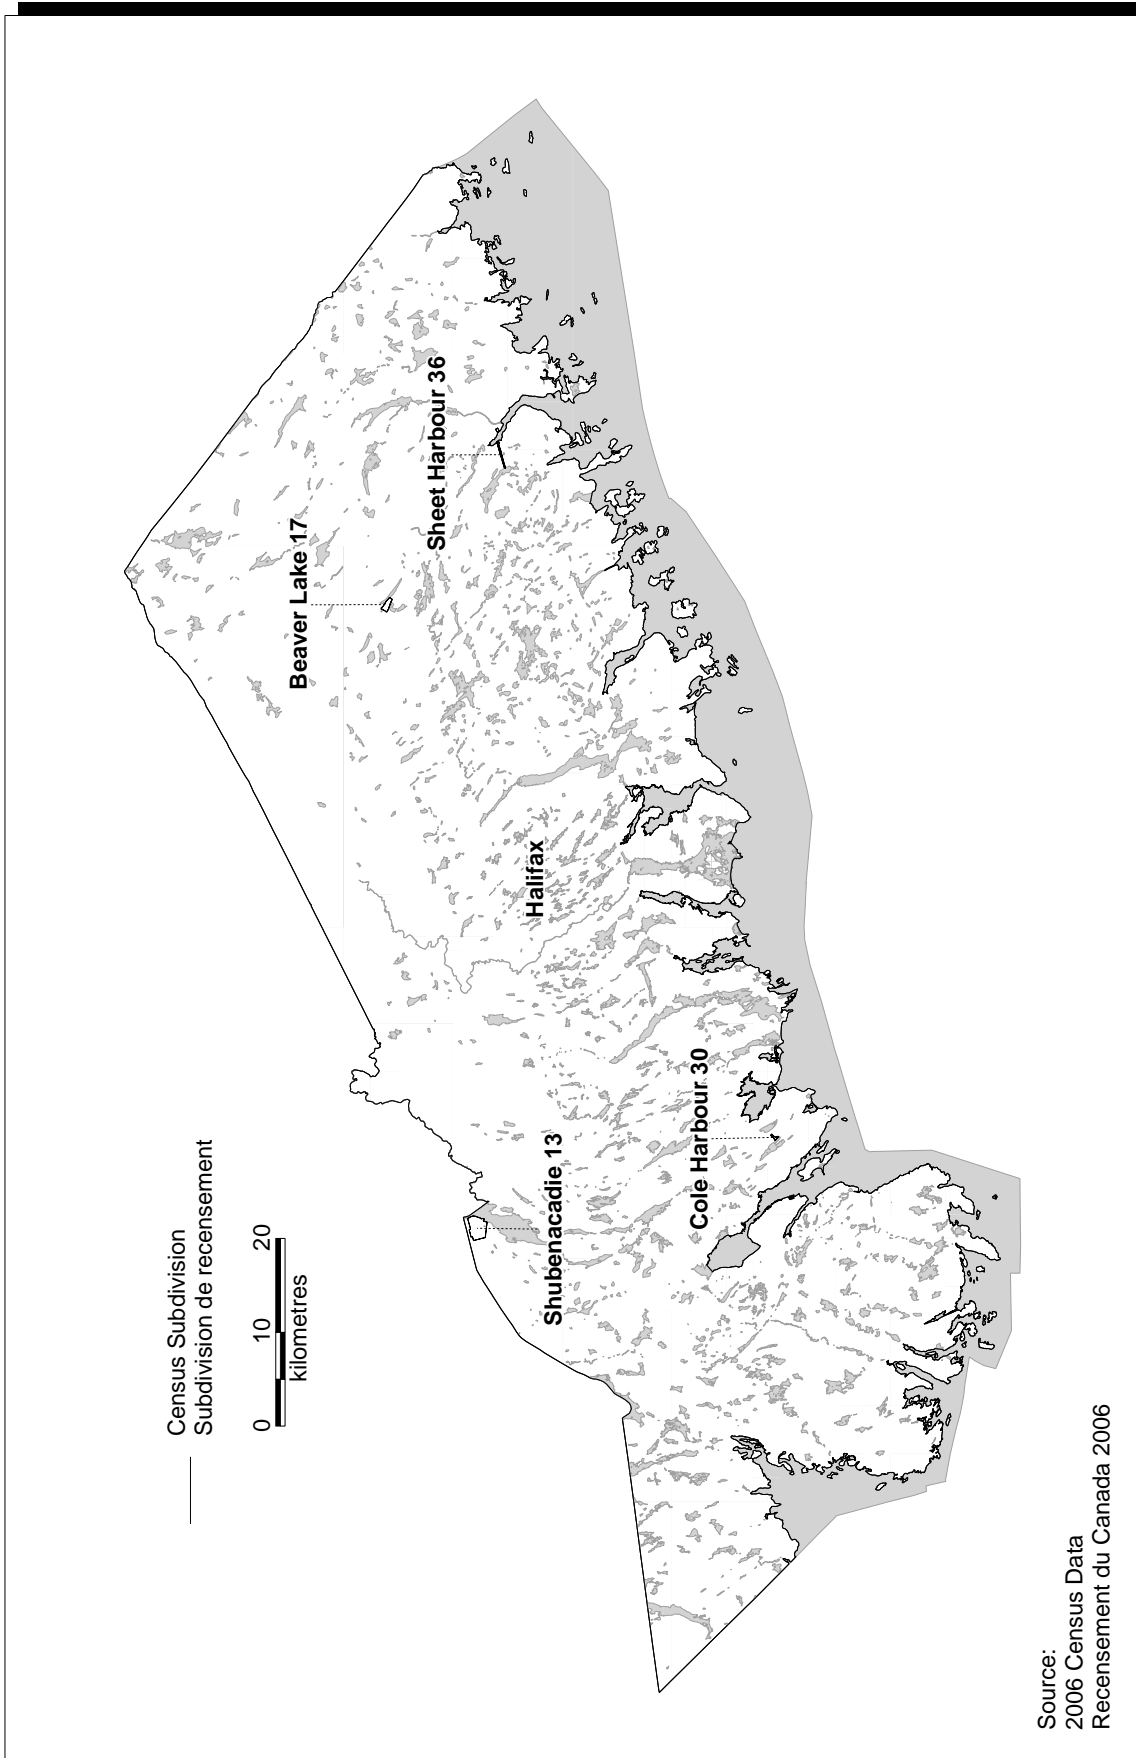 Census Subdivision
Subdivision de recensement
0 10 20
kilometres
Beaver Lake 17
Sheet Harbour 36
Halifax
Shubenacadie 13
Cole Harbour 30
Source:
2006 Census Data
Recensement du Canada 2006